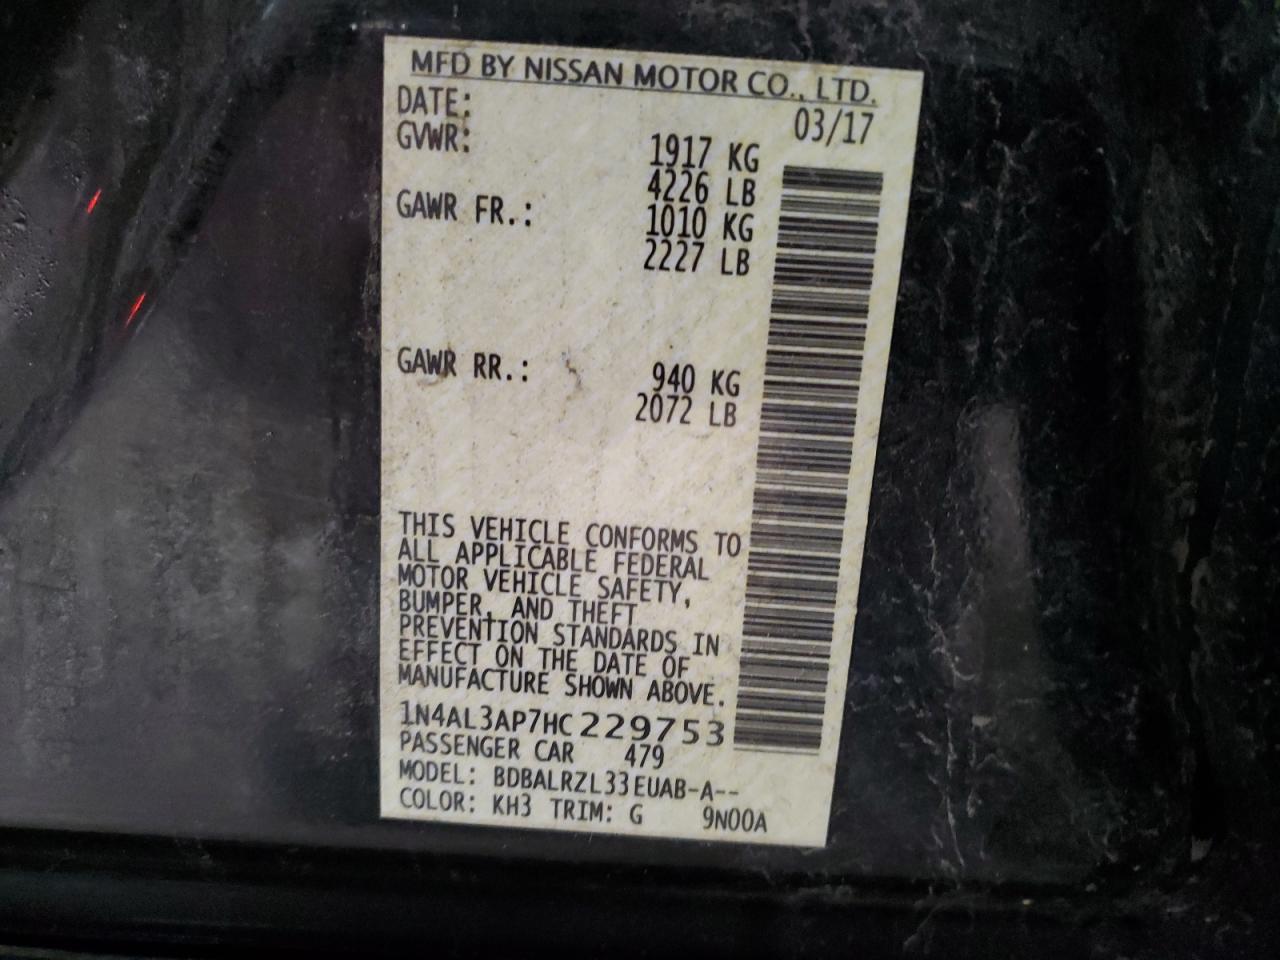 MFD BY NISSAN MOTOR CO., LTD.
DATE: 03/17
GVWR: 1917 KG
4226 LB
GAWR FR.: 1010 KG
2227 LB
GAWR RR.: 940 KG
2072 LB
THIS VEHICLE CONFORMS TO
ALL APPLICABLE FEDERAL
MOTOR VEHICLE SAFETY,
BUMPER, AND THEFT
PREVENTION STANDARDS IN
EFFECT ON THE DATE OF
MANUFACTURE SHOWN ABOVE.
1N4AL3AP7HC229753
PASSENGER CAR 479
MODEL: BDBALRZL33EUAB-A--
COLOR: KH3 TRIM: G 9N00A